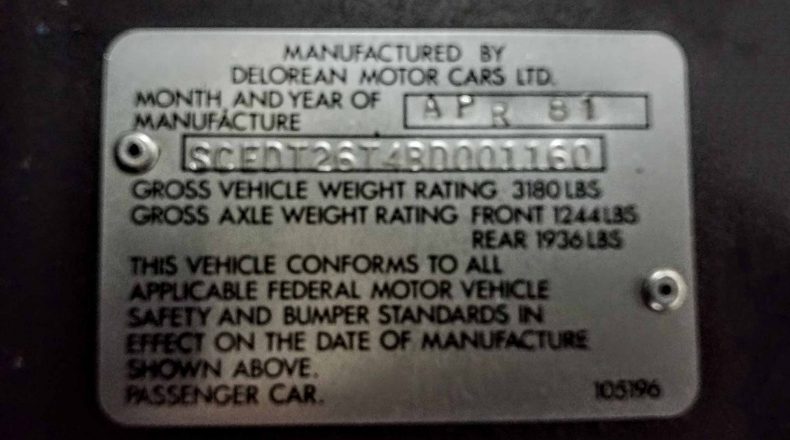 MANUFACTURED BY
DELOREAN MOTOR CARS LTD.
MONTH AND YEAR OF
MANUFACTURE
APR 81
SCEDT26T4BD001160
GROSS VEHICLE WEIGHT RATING 3180 LBS
GROSS AXLE WEIGHT RATING FRONT 1244 LBS
REAR 1936 LBS
THIS VEHICLE CONFORMS TO ALL
APPLICABLE FEDERAL MOTOR VEHICLE
SAFETY AND BUMPER STANDARDS IN
EFFECT ON THE DATE OF MANUFACTURE
SHOWN ABOVE.
PASSENGER CAR. 105196